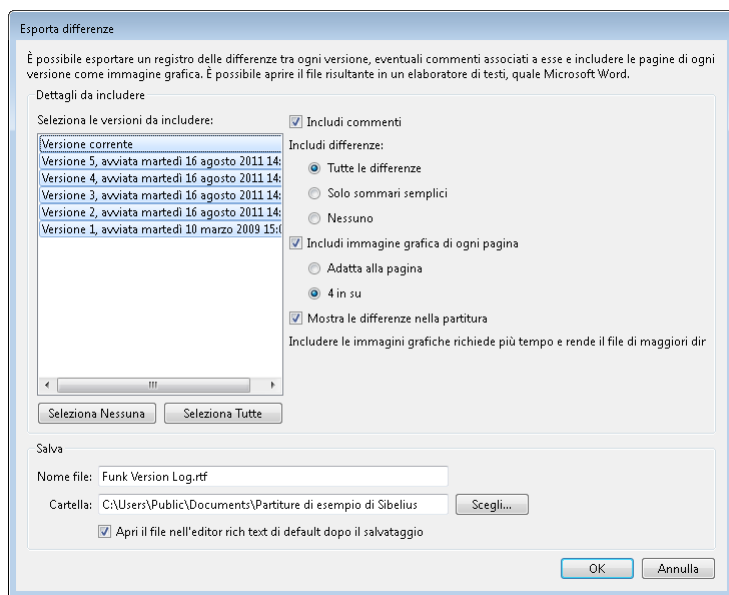 Esporta differenze
È possibile esportare un registro delle differenze tra ogni versione, eventuali commenti associati a esse e includere le pagine di ogni
versione come immagine grafica. È possibile aprire il file risultante in un elaboratore di testi, quale Microsoft Word.
Dettagli da includere
Seleziona le versioni da includere:
Versione corrente
Versione 5, avviata martedì 16 agosto 2011 14:
Versione 4, avviata martedì 16 agosto 2011 14:
Versione 3, avviata martedì 16 agosto 2011 14:
Versione 2, avviata martedì 16 agosto 2011 14:
Versione 1, avviata martedì 10 marzo 2009 15:0
Seleziona Nessuna
Seleziona Tutte
Includi commenti
Includi differenze:
Tutte le differenze
Solo sommari semplici
Nessuno
Includi immagine grafica di ogni pagina
Adatta alla pagina
4 in su
Mostra le differenze nella partitura
Includere le immagini grafiche richiede più tempo e rende il file di maggiori dir
Salva
Nome file: Funk Version Log.rtf
Cartella: C:\Users\Public\Documents\Partiture di esempio di Sibelius
Scegli...
Apri il file nell'editor rich text di default dopo il salvataggio
OK
Annulla